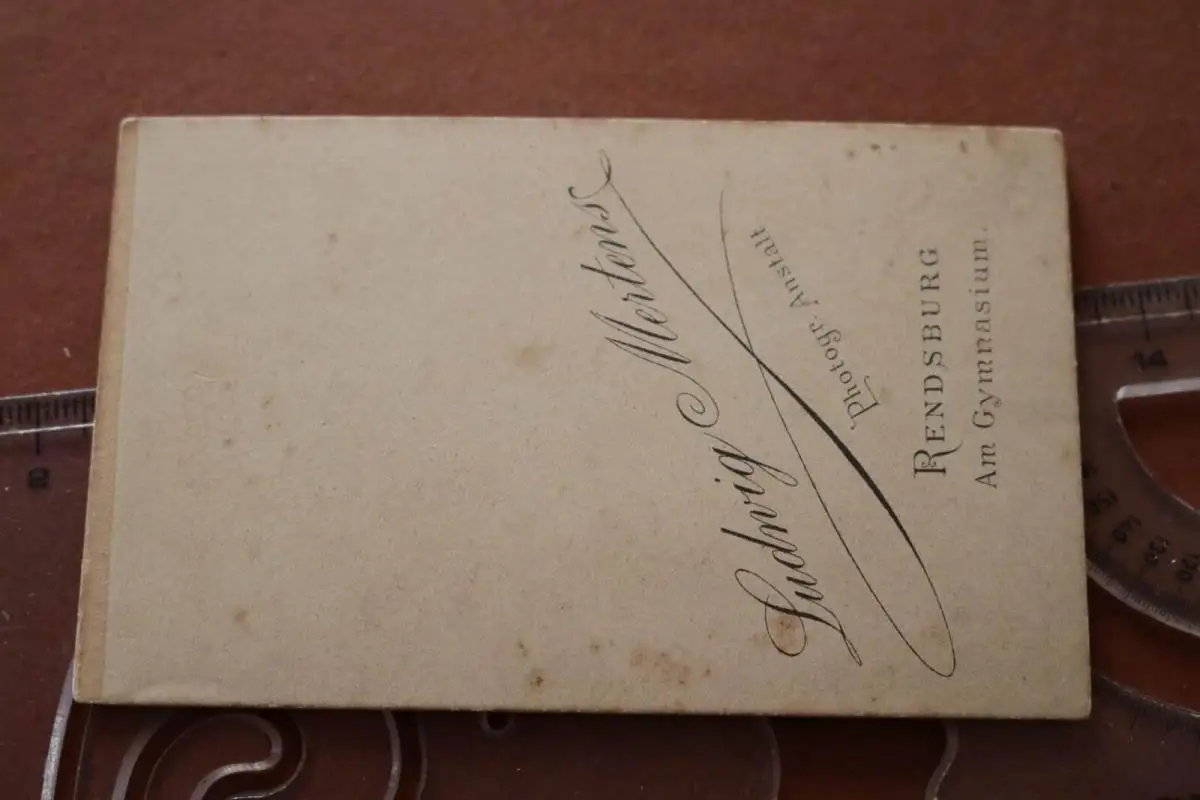 Ludwig Mertens
Photogr. Anstalt
RENDSBURG
Am Gymnasium.